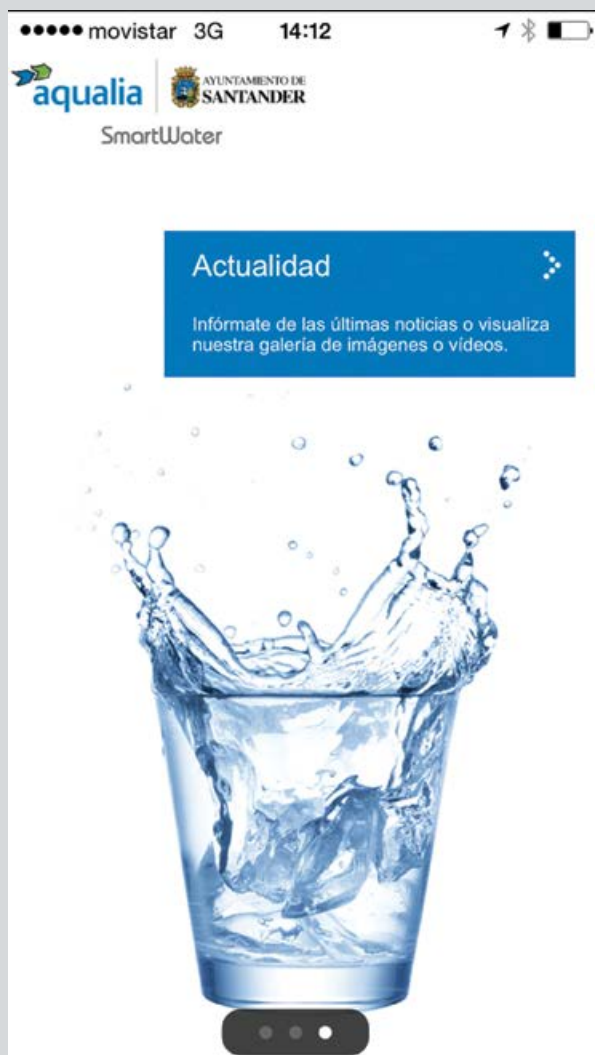 movistar 3G 14:12
aqualia
AYUNTAMIENTO DE
SANTANDER
SmartWater
Actualidad
Infórmate de las últimas noticias o visualiza
nuestra galería de imágenes o vídeos.